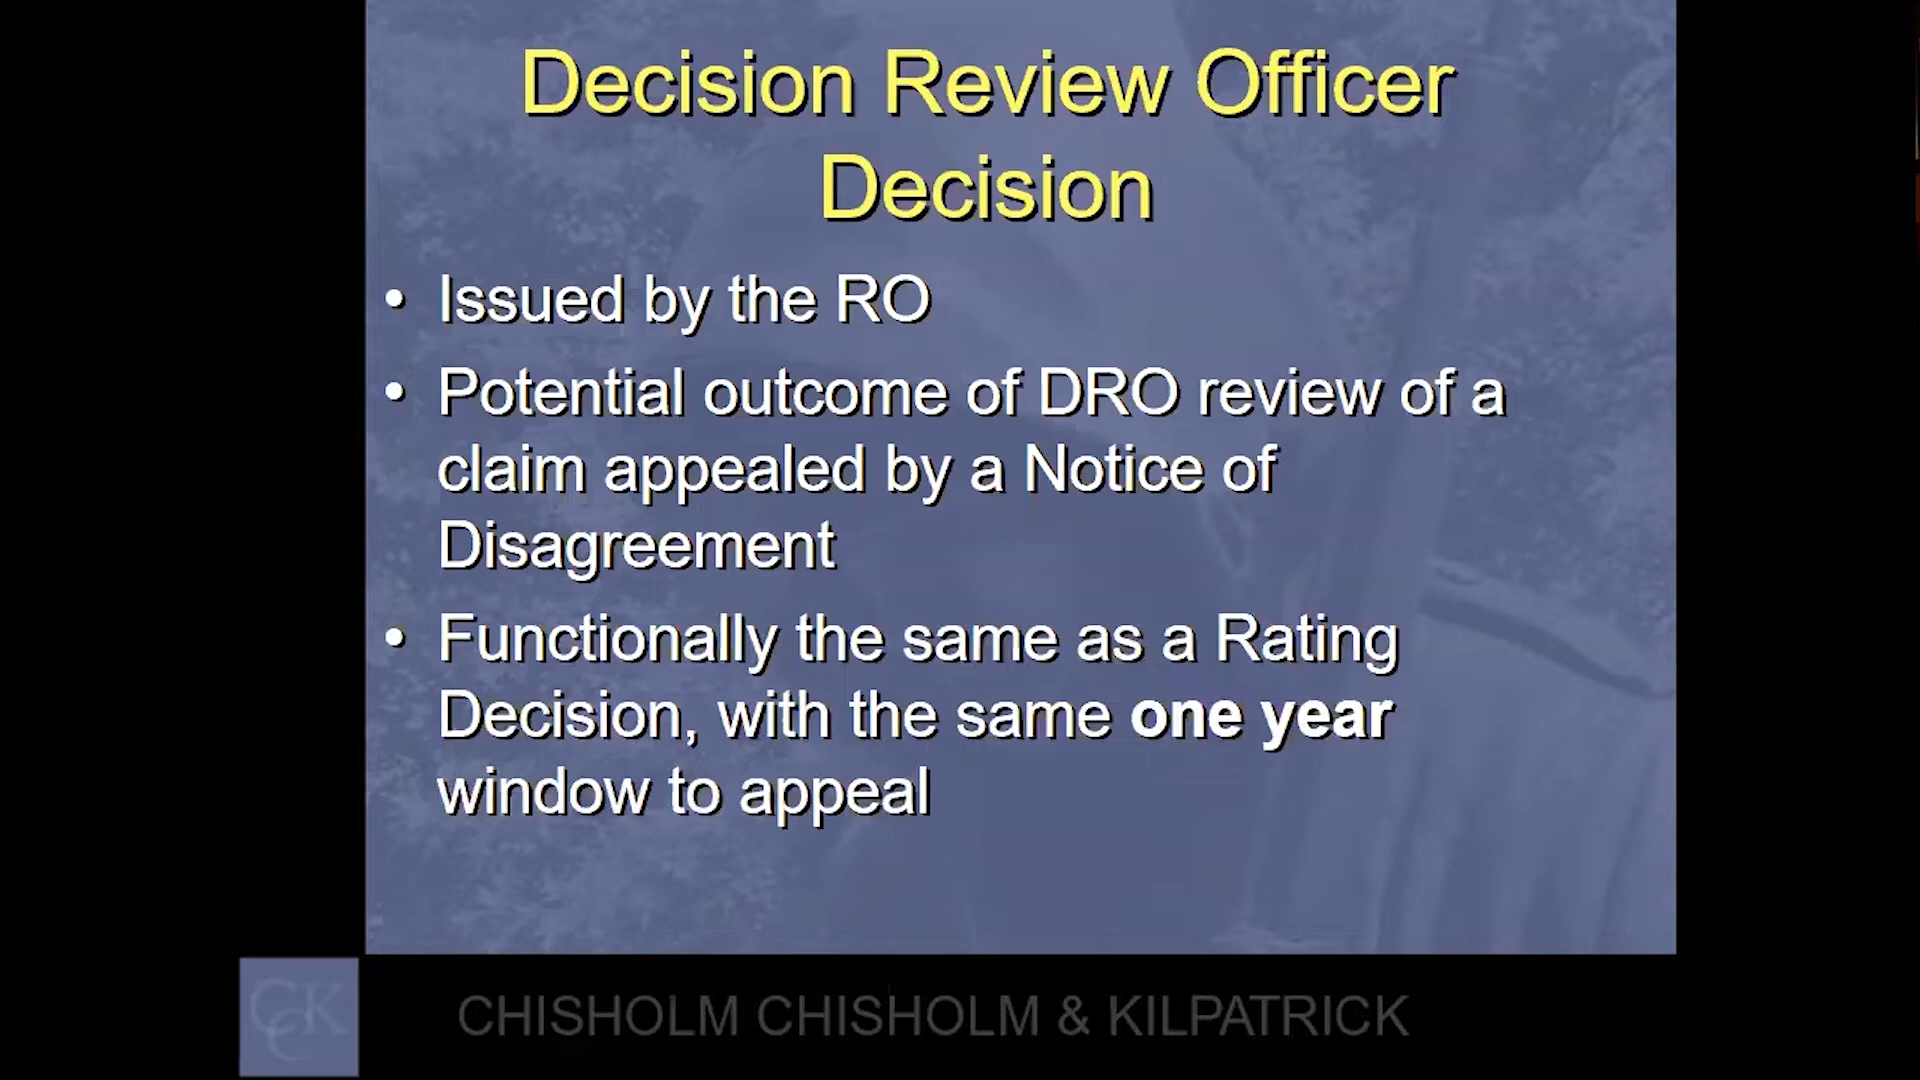 Decision Review Officer
Decision
• Issued by the RO
• Potential outcome of DRO review of a
claim appealed by a Notice of
Disagreement
• Functionally the same as a Rating
Decision, with the same one year
window to appeal
CCK
CHISHOLM CHISHOLM & KILPATRICK